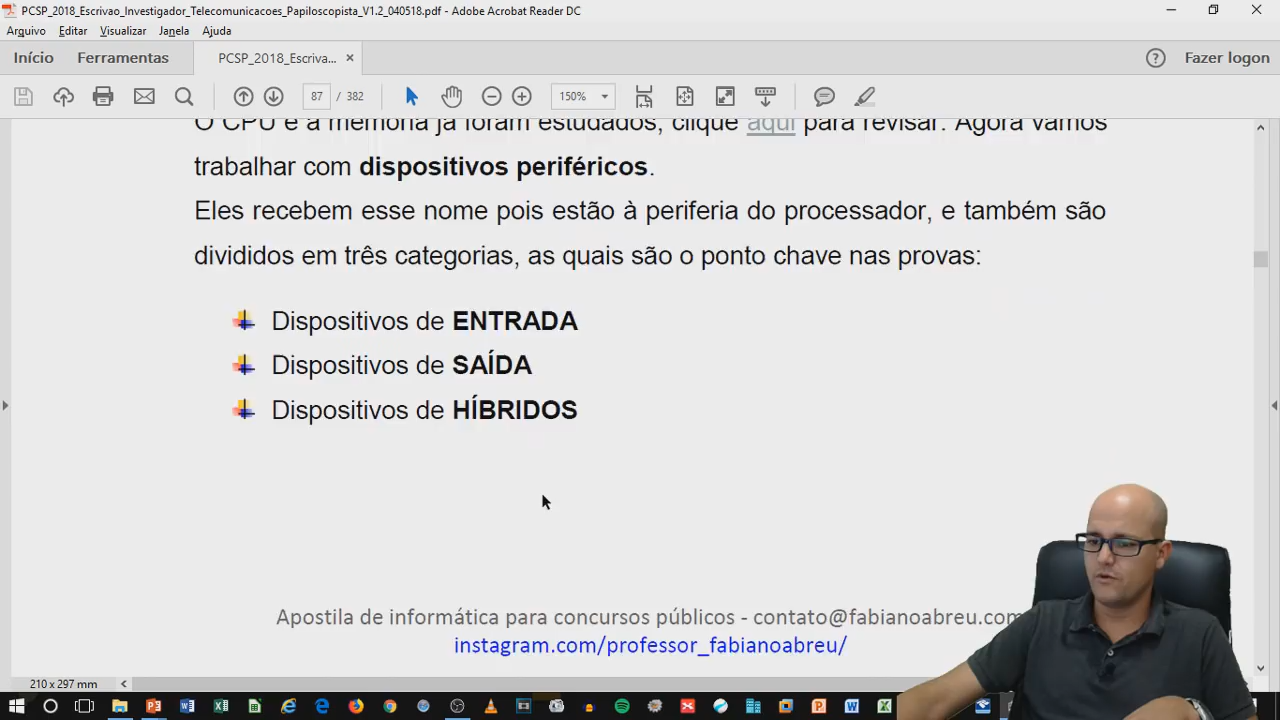 PCSP_2018_Escrivao_Investigador_Telecomunicacoes_Papiloscopista_V1.2_040518.pdf - Adobe Acrobat Reader DC
Arquivo Editar Visualizar Janela Ajuda
Início Ferramentas PCSP_2018_Escriva... × ? Fazer logon
87 / 382 150%
O CPU e a memória já foram estudados, clique aqui para revisar. Agora vamos
trabalhar com dispositivos periféricos.
Eles recebem esse nome pois estão à periferia do processador, e também são
divididos em três categorias, as quais são o ponto chave nas provas:
Dispositivos de ENTRADA
Dispositivos de SAÍDA
Dispositivos de HÍBRIDOS
Apostila de informática para concursos públicos - contato@fabianoabreu.com
instagram.com/professor_fabianoabreu/
210 x 297 mm